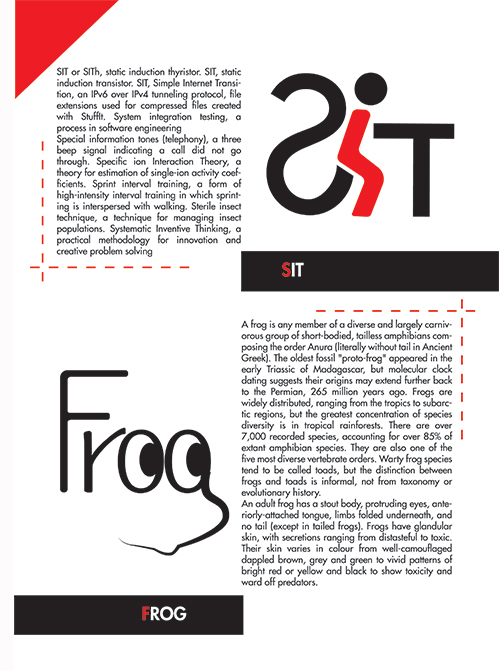 SIT or SITh, static induction thyristor. SIT, static
induction transistor. SIT, Simple Internet Transi-
tion, an IPv6 over IPv4 tunneling protocol, file
extensions used for compressed files created
with StuffIt. System integration testing, a
process in software engineering
Special information tones (telephony), a three
beep signal indicating a call did not go
through. Specific ion Interaction Theory, a
theory for estimation of single-ion activity coef-
ficients. Sprint interval training, a form of
high-intensity interval training in which sprint-
ing is interspersed with walking. Sterile insect
technique, a technique for managing insect
populations. Systematic Inventive Thinking, a
practical methodology for innovation and
creative problem solving
SiT
SIT
A frog is any member of a diverse and largely carniv-
orous group of short-bodied, tailless amphibians com-
posing the order Anura (literally without tail in Ancient
Greek). The oldest fossil "proto-frog" appeared in the
early Triassic of Madagascar, but molecular clock
dating suggests their origins may extend further back
to the Permian, 265 million years ago. Frogs are
widely distributed, ranging from the tropics to subarc-
tic regions, but the greatest concentration of species
diversity is in tropical rainforests. There are over
7,000 recorded species, accounting for over 85% of
extant amphibian species. They are also one of the
five most diverse vertebrate orders. Warty frog species
tend to be called toads, but the distinction between
frogs and toads is informal, not from taxonomy or
evolutionary history.
An adult frog has a stout body, protruding eyes, ante-
riorly-attached tongue, limbs folded underneath, and
no tail (except in tailed frogs). Frogs have glandular
skin, with secretions ranging from distasteful to toxic.
Their skin varies in colour from well-camouflaged
dappled brown, grey and green to vivid patterns of
bright red or yellow and black to show toxicity and
ward off predators.
Frog
FROG